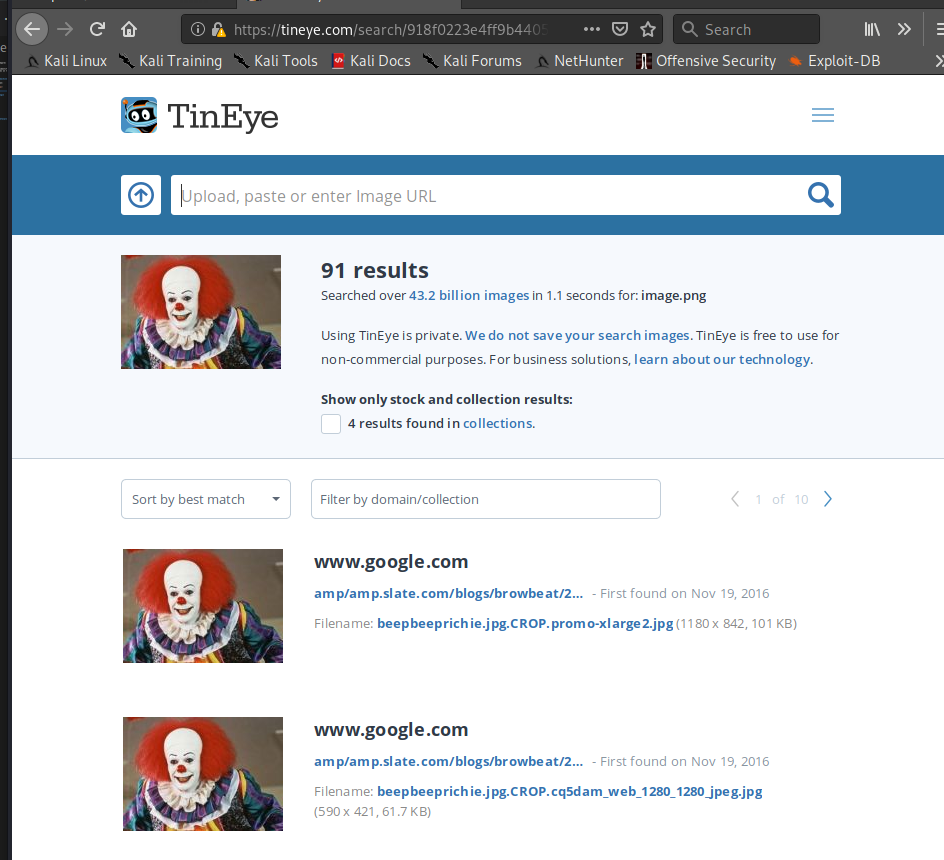 https://tineye.com/search/918f0223e4ff9b4405
Search
Kali Linux Kali Training Kali Tools Kali Docs Kali Forums NetHunter Offensive Security Exploit-DB
TinEye
Upload, paste or enter Image URL
91 results
Searched over 43.2 billion images in 1.1 seconds for: image.png
Using TinEye is private. We do not save your search images. TinEye is free to use for
non-commercial purposes. For business solutions, learn about our technology.
Show only stock and collection results:
4 results found in collections.
Sort by best match
Filter by domain/collection
1 of 10
www.google.com
amp/amp.slate.com/blogs/browbeat/2... - First found on Nov 19, 2016
Filename: beepbeeprichie.jpg.CROP.promo-xlarge2.jpg (1180 x 842, 101 KB)
www.google.com
amp/amp.slate.com/blogs/browbeat/2... - First found on Nov 19, 2016
Filename: beepbeeprichie.jpg.CROP.cq5dam_web_1280_1280_jpeg.jpg
(590 x 421, 61.7 KB)